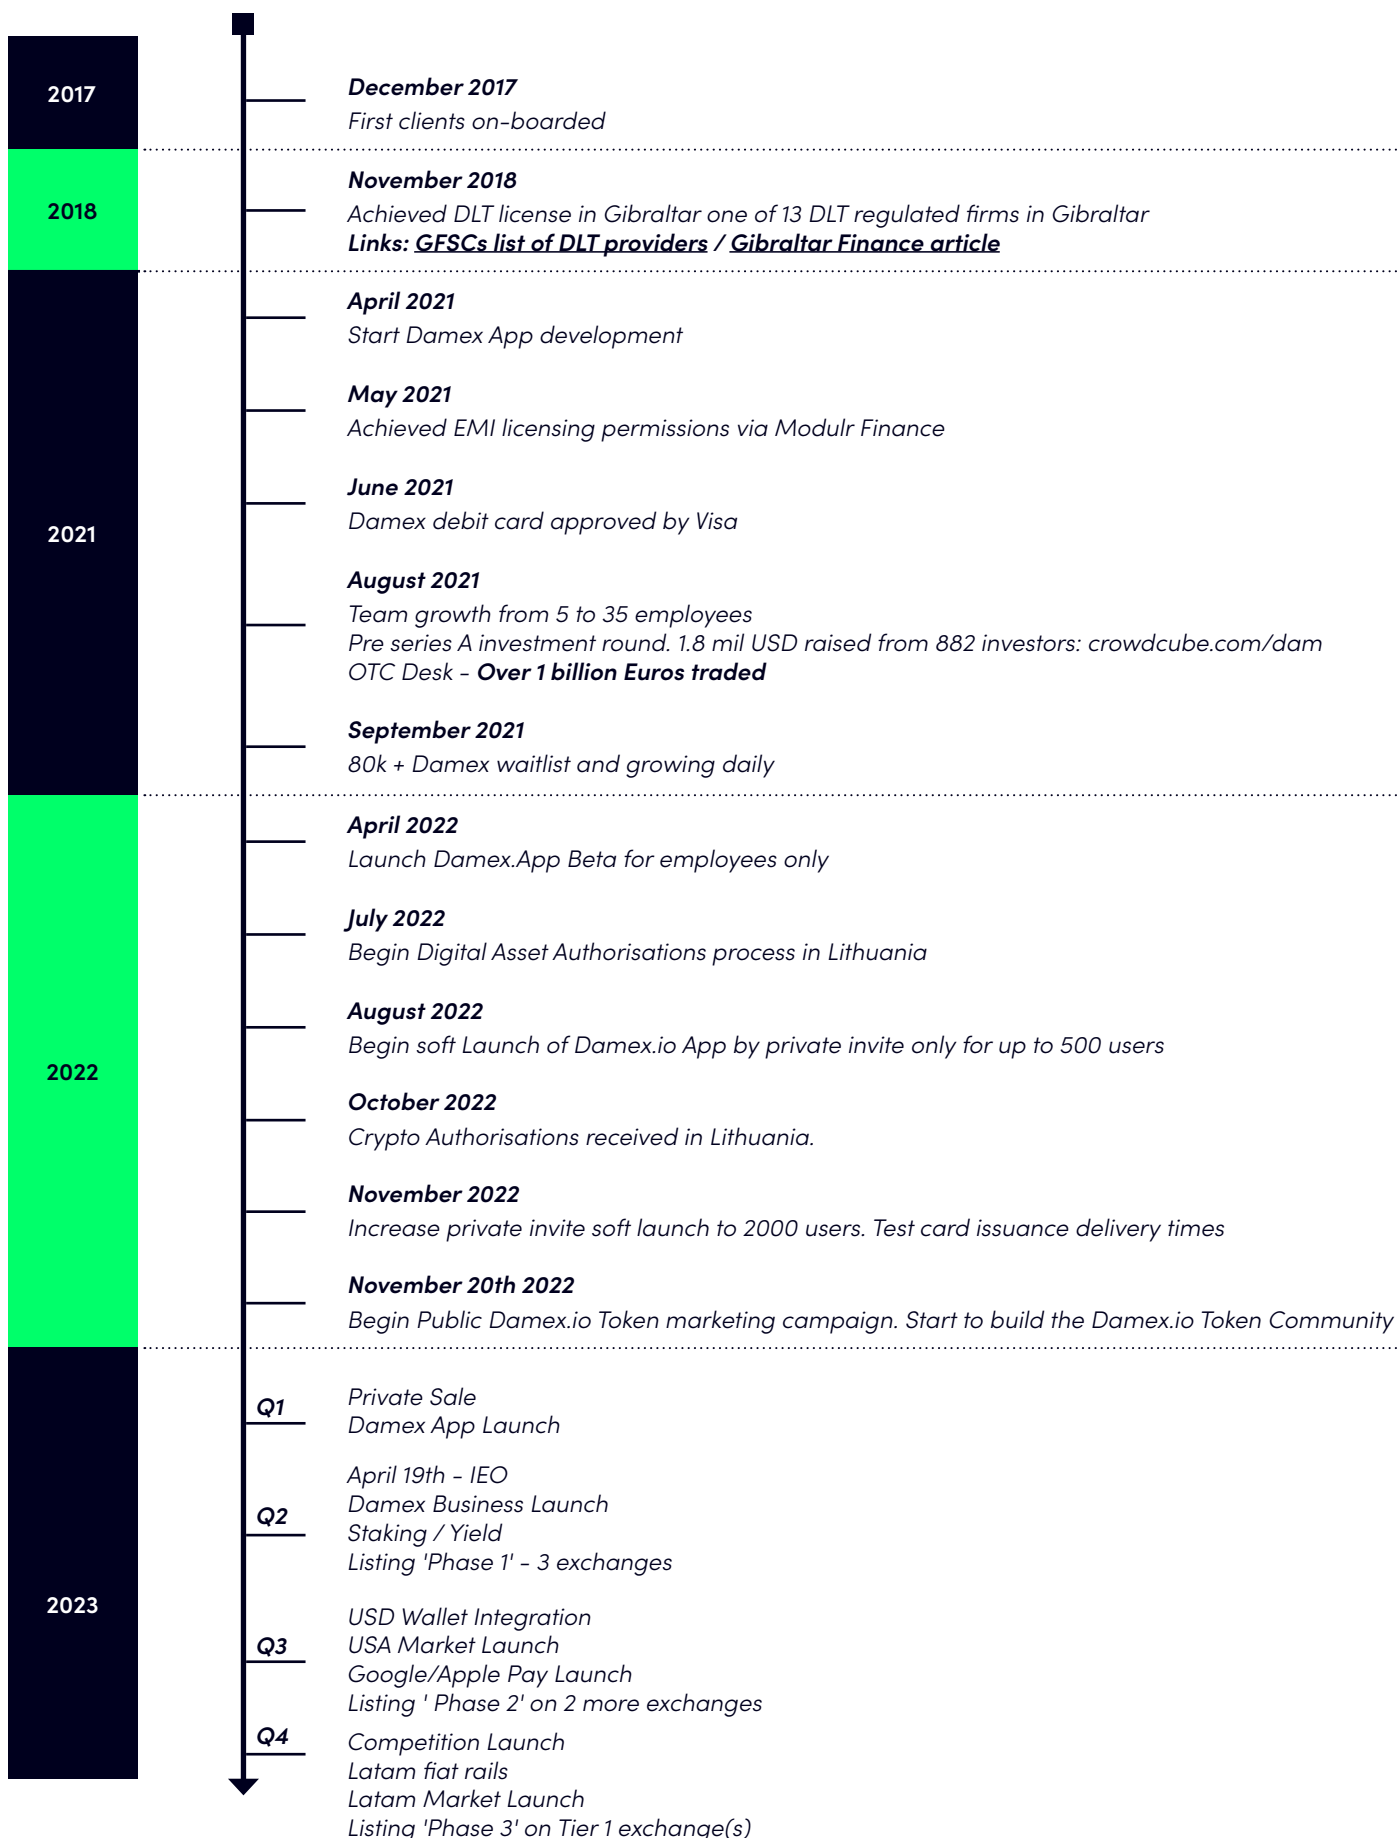 2017
December 2017
First clients on-boarded
2018
November 2018
Achieved DLT license in Gibraltar one of 13 DLT regulated firms in Gibraltar
Links: GFSCs list of DLT providers / Gibraltar Finance article
2021
April 2021
Start Damex App development
May 2021
Achieved EMI licensing permissions via Modulr Finance
June 2021
Damex debit card approved by Visa
August 2021
Team growth from 5 to 35 employees
Pre series A investment round. 1.8 mil USD raised from 882 investors: crowdcube.com/dam
OTC Desk - Over 1 billion Euros traded
September 2021
80k + Damex waitlist and growing daily
2022
April 2022
Launch Damex.App Beta for employees only
July 2022
Begin Digital Asset Authorisations process in Lithuania
August 2022
Begin soft Launch of Damex.io App by private invite only for up to 500 users
October 2022
Crypto Authorisations received in Lithuania.
November 2022
Increase private invite soft launch to 2000 users. Test card issuance delivery times
November 20th 2022
Begin Public Damex.io Token marketing campaign. Start to build the Damex.io Token Community
2023
Q1
Private Sale
Damex App Launch
Q2
April 19th - IEO
Damex Business Launch
Staking / Yield
Listing 'Phase 1' - 3 exchanges
Q3
USD Wallet Integration
USA Market Launch
Google/Apple Pay Launch
Listing ' Phase 2' on 2 more exchanges
Q4
Competition Launch
Latam fiat rails
Latam Market Launch
Listing 'Phase 3' on Tier 1 exchange(s)